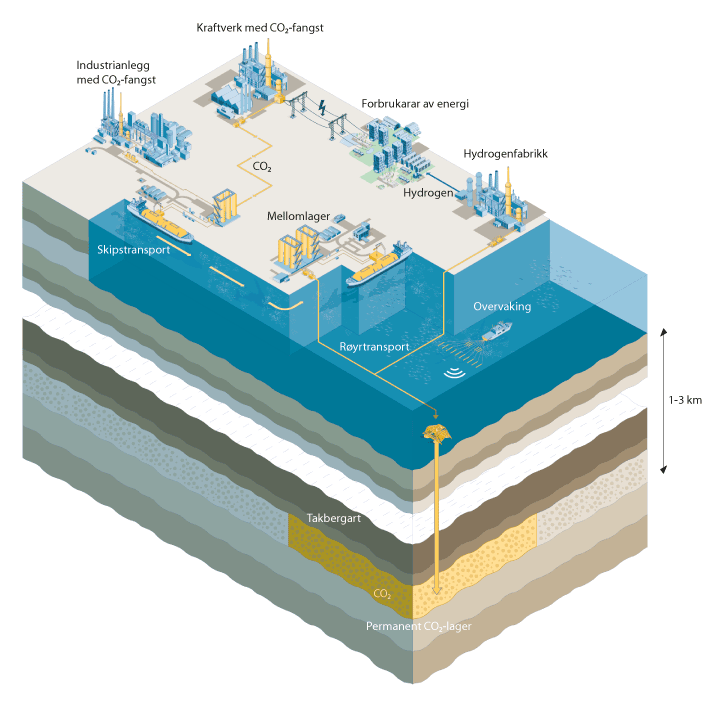 Kraftverk med CO₂-fangst
Industrianlegg
med CO₂-fangst
Forbrukarar av energi
Hydrogenfabrikk
CO₂
Hydrogen
Mellomlager
Skipstransport
Overvaking
Røyrtransport
1-3 km
Takbergart
CO₂
Permanent CO₂-lager